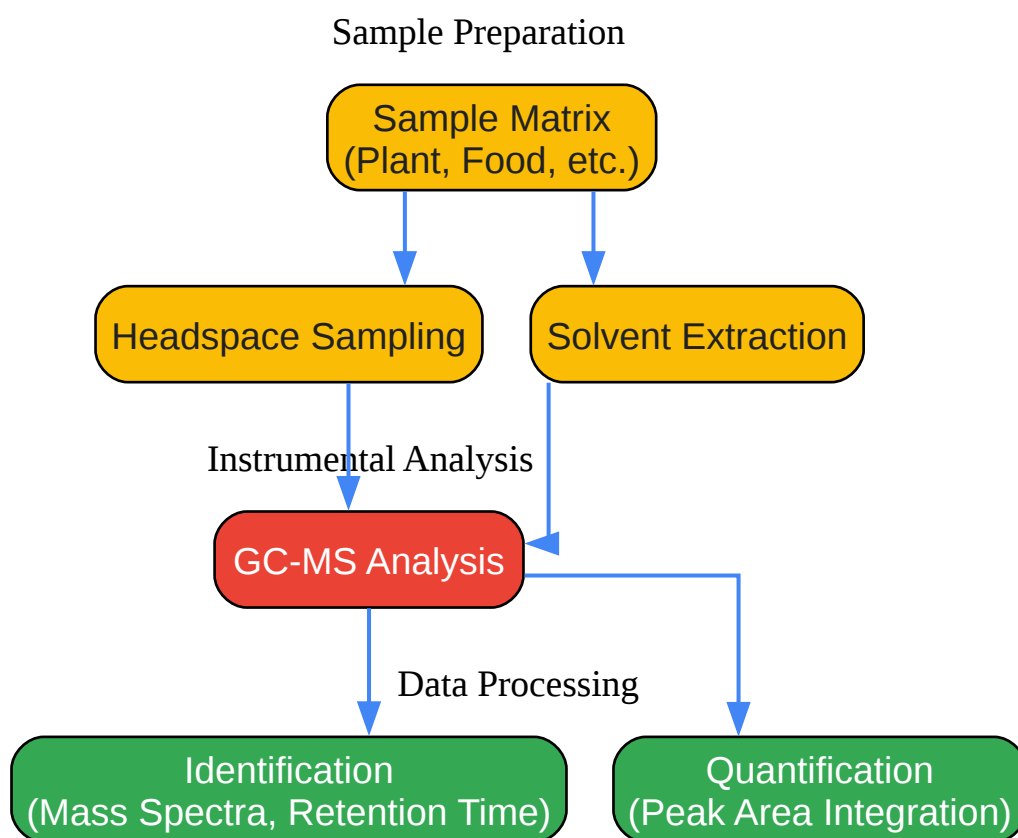 Sample Preparation
Sample Matrix
(Plant, Food, etc.)
Headspace Sampling
Solvent Extraction
Instrumental Analysis
GC-MS Analysis
Data Processing
Identification
(Mass Spectra, Retention Time)
Quantification
(Peak Area Integration)